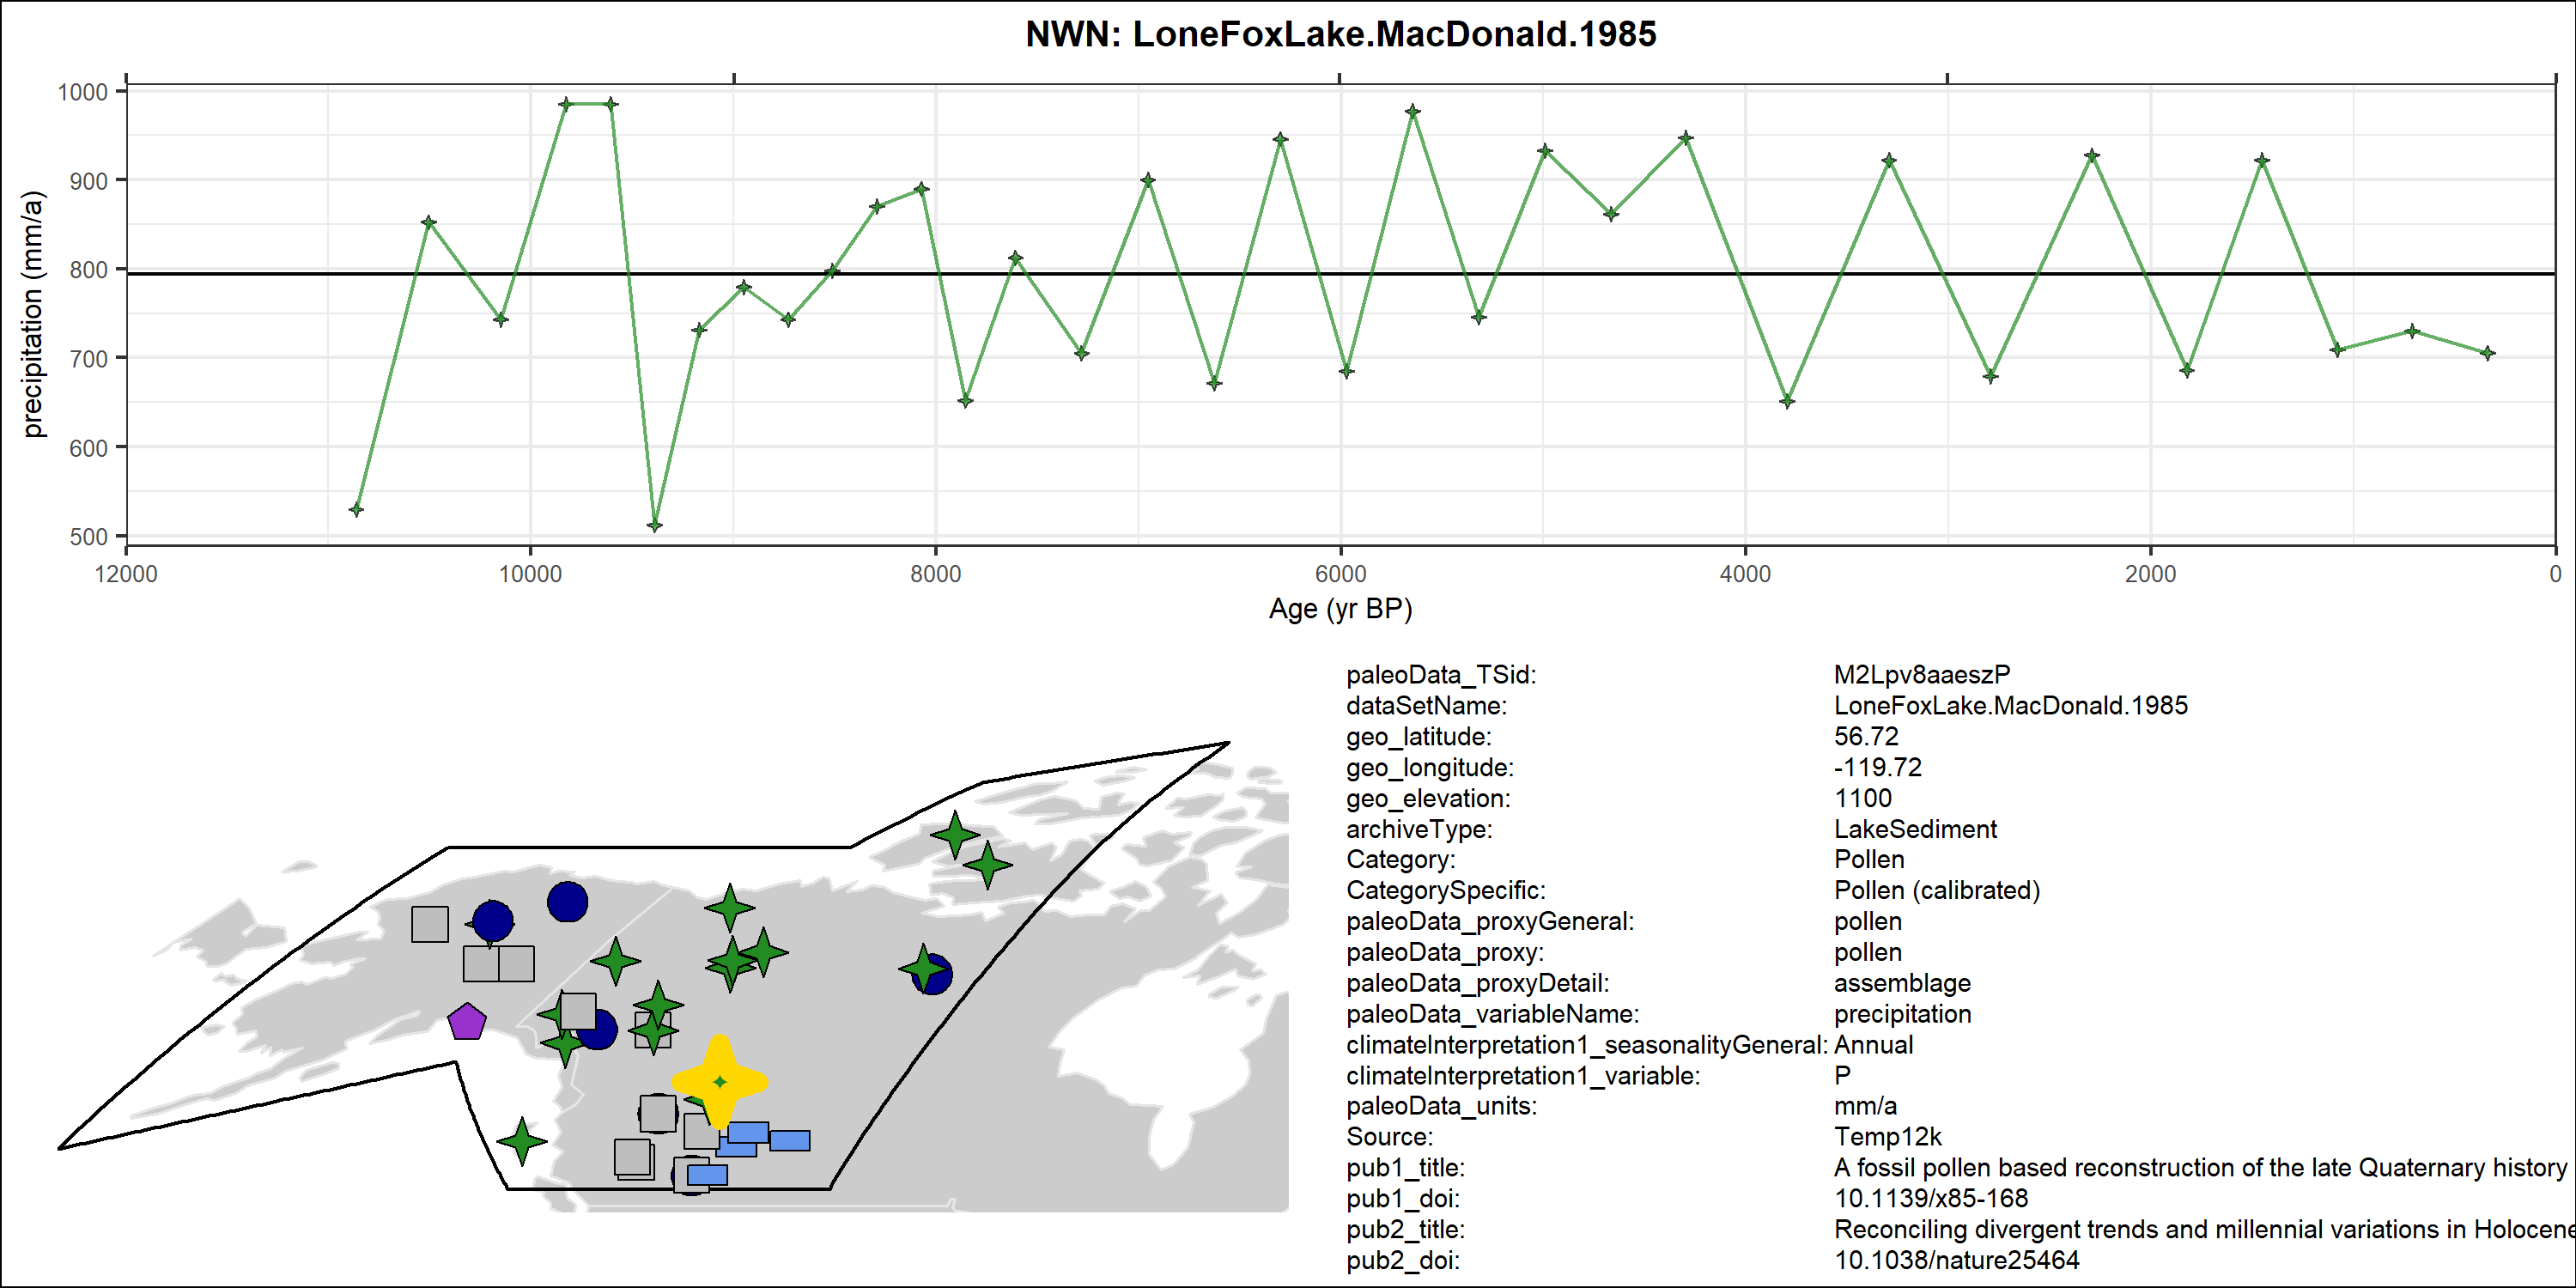 NWN: LoneFoxLake.MacDonald.1985
1000
900
800
700
600
500
precipitation (mm/a)
12000 10000 8000 6000 4000 2000 0
Age (yr BP)
paleoData_TSid: M2Lpv8aaeszP
dataSetName: LoneFoxLake.MacDonald.1985
geo_latitude: 56.72
geo_longitude: -119.72
geo_elevation: 1100
archiveType: LakeSediment
Category: Pollen
CategorySpecific: Pollen (calibrated)
paleoData_proxyGeneral: pollen
paleoData_proxy: pollen
paleoData_proxyDetail: assemblage
paleoData_variableName: precipitation
climateInterpretation1_seasonalityGeneral: Annual
climateInterpretation1_variable: P
paleoData_units: mm/a
Source: Temp12k
pub1_title: A fossil pollen based reconstruction of the late Quaternary history
pub1_doi: 10.1139/x85-168
pub2_title: Reconciling divergent trends and millennial variations in Holocene
pub2_doi: 10.1038/nature25464